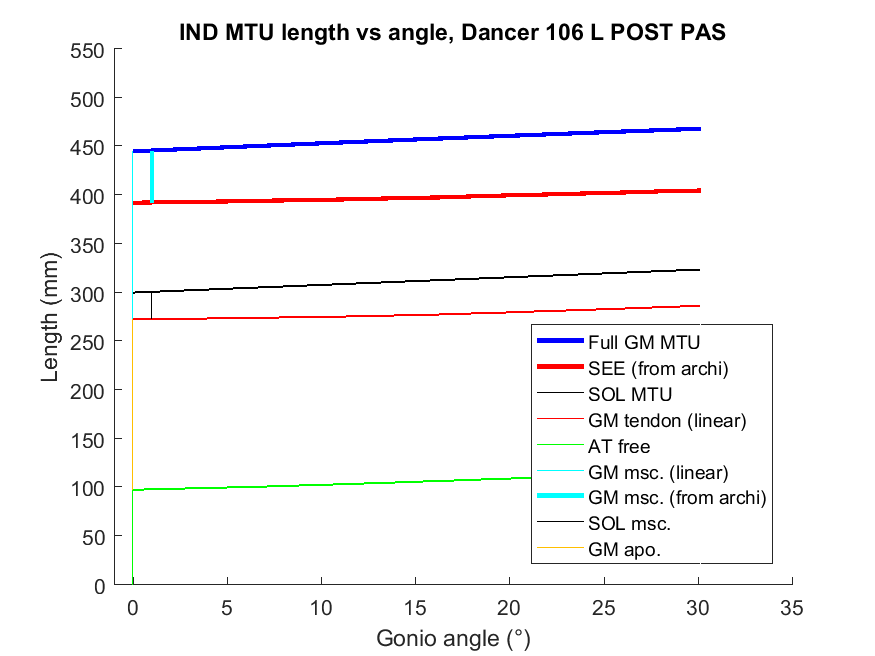 IND MTU length vs angle, Dancer 106 L POST PAS
550
500
450
400
350
300
250
200
150
100
50
0
Length (mm)
0 5 10 15 20 25 30 35
Gonio angle (°)
Full GM MTU
SEE (from archi)
SOL MTU
GM tendon (linear)
AT free
GM msc. (linear)
GM msc. (from archi)
SOL msc.
GM apo.